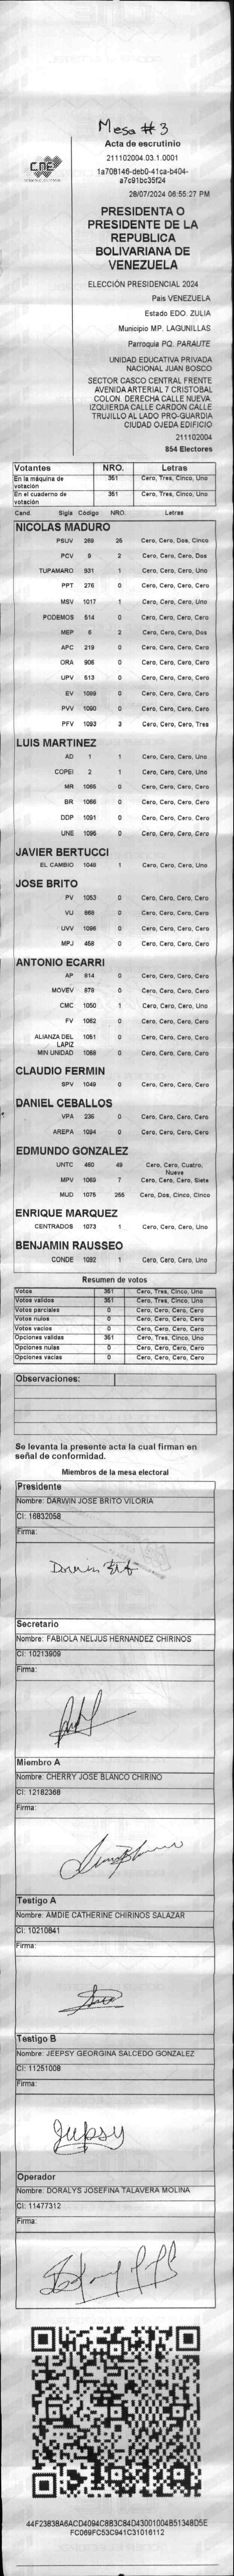 Mesa # 3
CNE
Acta de escrutinio
211102004.03.1.0001
1a708146-deb0-41ca-b404-
a7c91bc35f24
28/07/2024 06:55:27 PM
PRESIDENTA O
PRESIDENTE DE LA
REPUBLICA
BOLIVARIANA DE
VENEZUELA
ELECCIÓN PRESIDENCIAL 2024
País VENEZUELA
Estado EDO. ZULIA
Municipio MP. LAGUNILLAS
Parroquia PQ. PARAUTE
UNIDAD EDUCATIVA PRIVADA
NACIONAL JUAN BOSCO
SECTOR CASCO CENTRAL FRENTE
AVENIDA ARTERIAL 7 CRISTOBAL
COLON. DERECHA CALLE NUEVA.
IZQUIERDA CALLE CARDON CALLE
TRUJILLO AL LADO PRO-GUARDIA
CIUDAD OJEDA EDIFICIO
211102004
854 Electores
Votantes NRO. Letras
En la máquina de votación 351 Cero, Tres, Cinco, Uno
En el cuaderno de votación 351 Cero, Tres, Cinco, Uno
Cand. Sigla Código NRO. Letras
NICOLAS MADURO
PSUV 269 25 Cero, Cero, Dos, Cinco
PCV 9 2 Cero, Cero, Cero, Dos
TUPAMARO 931 1 Cero, Cero, Cero, Uno
PPT 276 0 Cero, Cero, Cero, Cero
MSV 1017 1 Cero, Cero, Cero, Uno
PODEMOS 514 0 Cero, Cero, Cero, Cero
MEP 6 2 Cero, Cero, Cero, Dos
APC 219 0 Cero, Cero, Cero, Cero
ORA 906 0 Cero, Cero, Cero, Cero
UPV 513 0 Cero, Cero, Cero, Cero
EV 1089 0 Cero, Cero, Cero, Cero
PVV 1090 0 Cero, Cero, Cero, Cero
PFV 1093 3 Cero, Cero, Cero, Tres
LUIS MARTINEZ
AD 1 1 Cero, Cero, Cero, Uno
COPEI 2 1 Cero, Cero, Cero, Uno
MR 1065 0 Cero, Cero, Cero, Cero
BR 1066 0 Cero, Cero, Cero, Cero
DDP 1091 0 Cero, Cero, Cero, Cero
UNE 1095 0 Cero, Cero, Cero, Cero
JAVIER BERTUCCI
EL CAMBIO 1048 1 Cero, Cero, Cero, Uno
JOSE BRITO
PV 1053 0 Cero, Cero, Cero, Cero
VU 868 0 Cero, Cero, Cero, Cero
UVV 1096 0 Cero, Cero, Cero, Cero
MPJ 458 0 Cero, Cero, Cero, Cero
ANTONIO ECARRI
AP 814 0 Cero, Cero, Cero, Cero
MOVEV 878 0 Cero, Cero, Cero, Cero
CMC 1050 1 Cero, Cero, Cero, Uno
FV 1062 0 Cero, Cero, Cero, Cero
ALIANZA DEL LAPIZ 1051 0 Cero, Cero, Cero, Cero
MIN UNIDAD 1068 0 Cero, Cero, Cero, Cero
CLAUDIO FERMIN
SPV 1049 0 Cero, Cero, Cero, Cero
DANIEL CEBALLOS
VPA 236 0 Cero, Cero, Cero, Cero
AREPA 1094 0 Cero, Cero, Cero, Cero
EDMUNDO GONZALEZ
UNTC 460 49 Cero, Cero, Cuatro, Nueve
MPV 1069 7 Cero, Cero, Cero, Siete
MUD 1075 255 Cero, Dos, Cinco, Cinco
ENRIQUE MARQUEZ
CENTRADOS 1073 1 Cero, Cero, Cero, Uno
BENJAMIN RAUSSEO
CONDE 1092 1 Cero, Cero, Cero, Uno
Resumen de votos
Votos 351 Cero, Tres, Cinco, Uno
Votos validos 351 Cero, Tres, Cinco, Uno
Votos parciales 0 Cero, Cero, Cero, Cero
Votos nulos 0 Cero, Cero, Cero, Cero
Votos vacios 0 Cero, Cero, Cero, Cero
Opciones validas 351 Cero, Tres, Cinco, Uno
Opciones nulas 0 Cero, Cero, Cero, Cero
Opciones vacias 0 Cero, Cero, Cero, Cero
Observaciones:
Se levanta la presente acta la cual firman en
señal de conformidad.
Miembros de la mesa electoral
Presidente
Nombre: DARWIN JOSE BRITO VILORIA
CI: 16832058
Firma:
Secretario
Nombre: FABIOLA NELJUS HERNANDEZ CHIRINOS
CI: 10213909
Firma:
Miembro A
Nombre: CHERRY JOSE BLANCO CHIRINO
CI: 12182368
Firma:
Testigo A
Nombre: AMDIE CATHERINE CHIRINOS SALAZAR
CI: 10210841
Firma:
Testigo B
Nombre: JEEPSY GEORGINA SALCEDO GONZALEZ
CI: 11251008
Firma:
Operador
Nombre: DORALYS JOSEFINA TALAVERA MOLINA
CI: 11477312
Firma:
44F23838A6ACD4094C8B3C84D43001004B51348D5E
FC069FC53C941C31016112